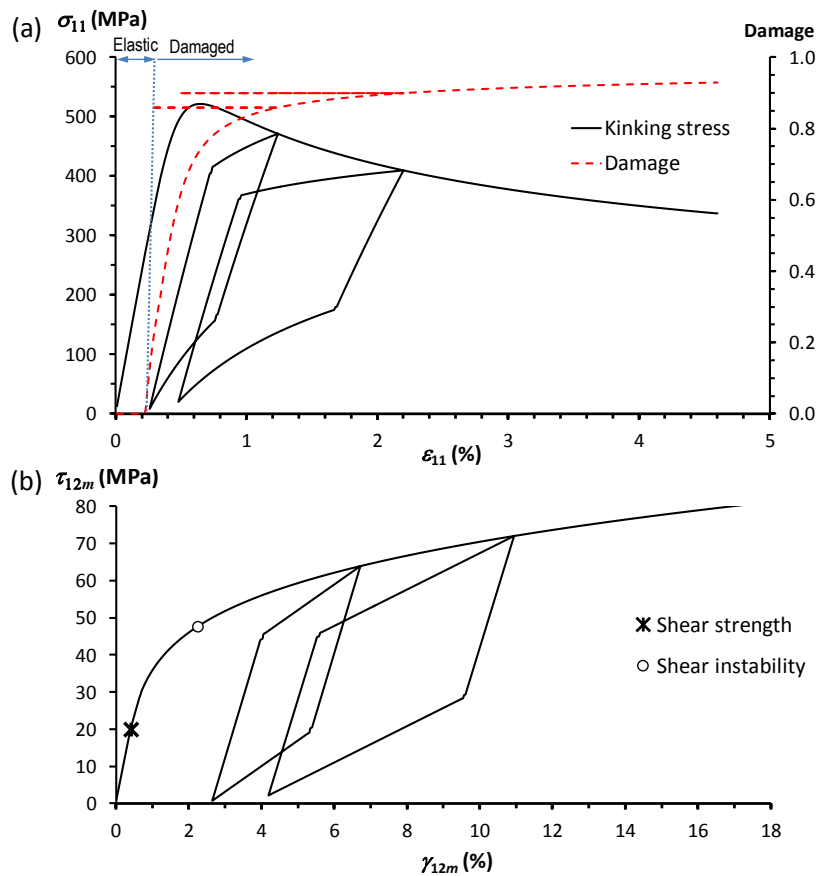 (a) σ11 (MPa)
Damage
Elastic Damaged
600
500
400
300
200
100
0
1.0
0.8
0.6
0.4
0.2
0.0
Kinking stress
Damage
0 1 2 3 4 5
ε11 (%)
(b) τ12m (MPa)
80
70
60
50
40
30
20
10
0
Shear strength
Shear instability
0 2 4 6 8 10 12 14 16 18
γ12m (%)